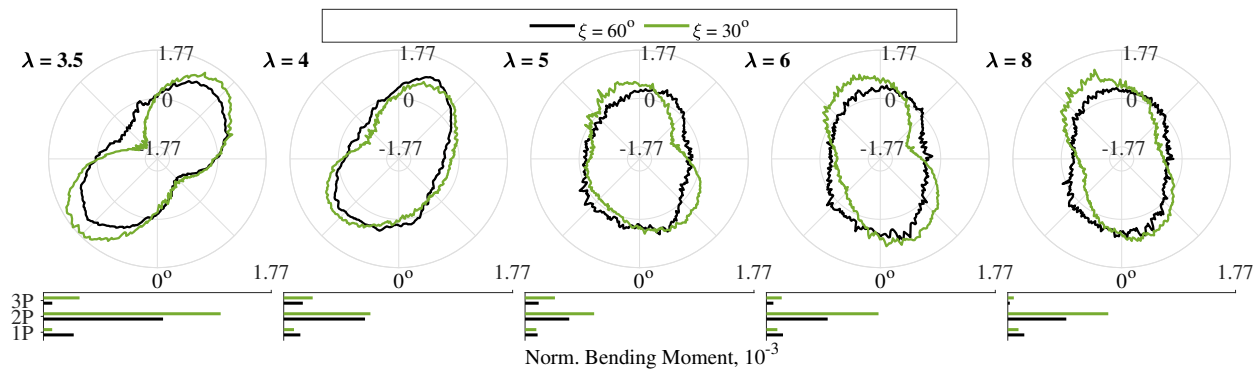 ξ = 60° ξ = 30°
λ = 3.5 1.77 λ = 4 1.77 λ = 5 1.77 λ = 6 1.77 λ = 8 1.77
0 0 0 0 0
-1.77 -1.77 -1.77 -1.77 -1.77
0° 1.77 0° 1.77 0° 1.77 0° 1.77 0° 1.77
3P
2P
1P
Norm. Bending Moment, 10⁻³